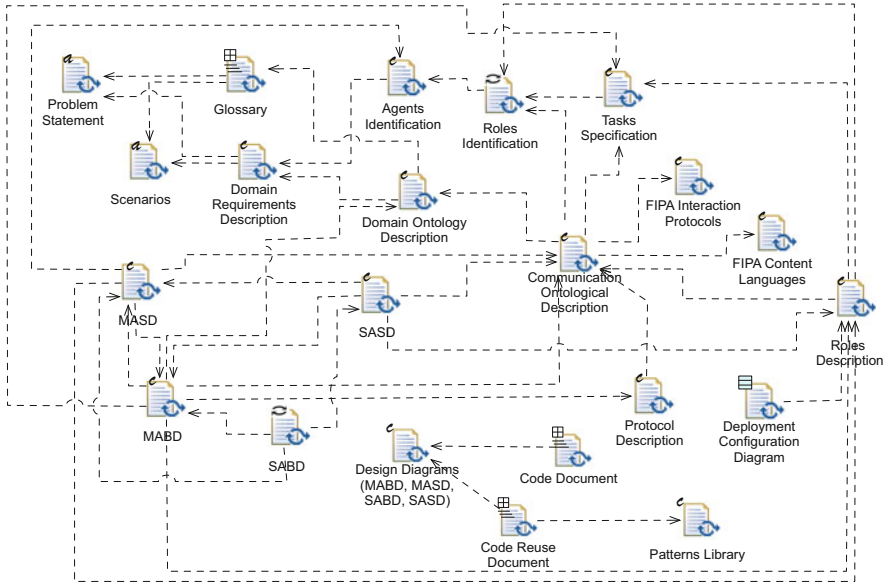 Problem
Statement
Glossary
Agents
Identification
Roles
Identification
Tasks
Specification
Scenarios
Domain
Requirements
Description
Domain Ontology
Description
FIPA Interaction
Protocols
FIPA Content
Languages
Communication
Ontological
Description
MASD
SASD
Roles
Description
MABD
SABD
Protocol
Description
Deployment
Configuration
Diagram
Design Diagrams
(MABD, MASD,
SABD, SASD)
Code Document
Code Reuse
Document
Patterns Library